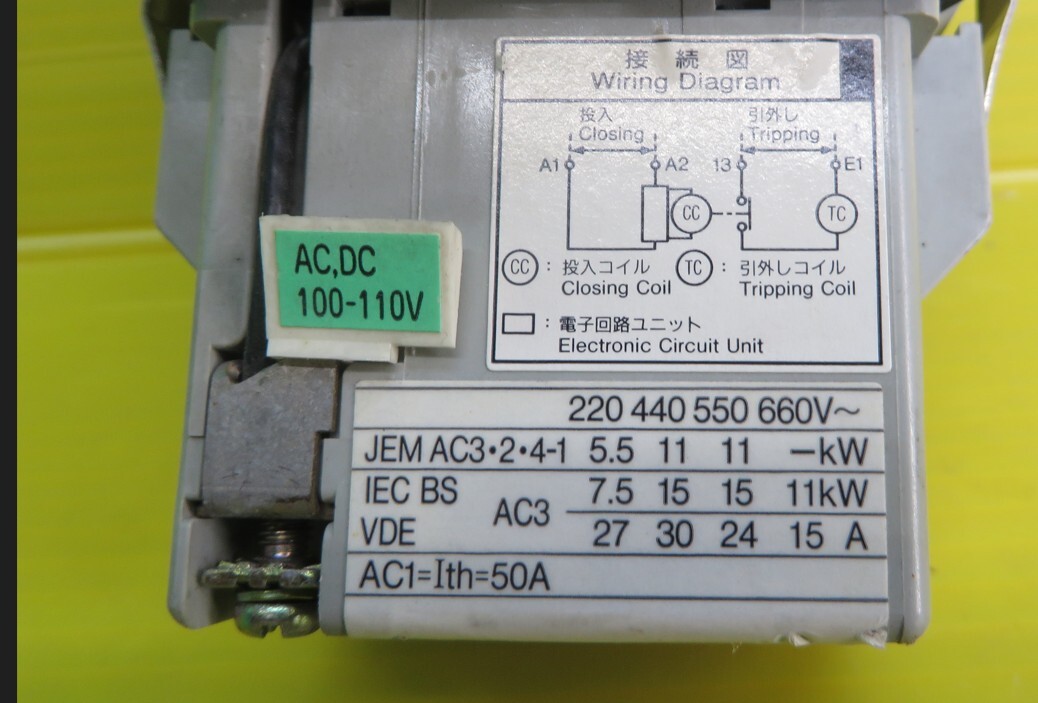 接続図
Wiring Diagram
投入
Closing
引外し
Tripping
A1 A2 13 E1
CC TC
CC : 投入コイル
Closing Coil
TC : 引外しコイル
Tripping Coil
: 電子回路ユニット
Electronic Circuit Unit
AC,DC
100-110V
220 440 550 660V~
JEM AC3・2・4-1 5.5 11 11 —kW
IEC BS 7.5 15 15 11kW
AC3
VDE 27 30 24 15 A
AC1=Ith=50A